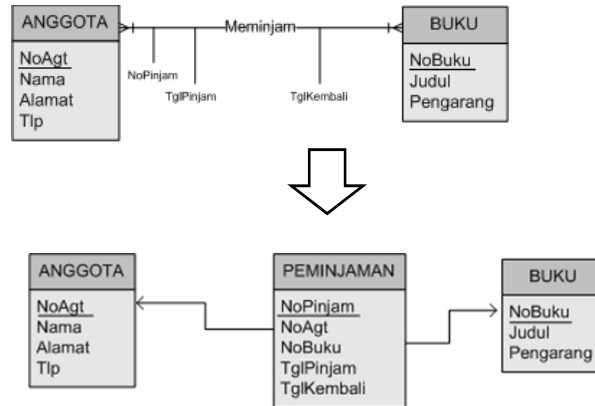 ANGGOTA
NoAgt
Nama
Alamat
Tlp
Meminjam
NoPinjam
TglPinjam
TglKembali
BUKU
NoBuku
Judul
Pengarang
ANGGOTA
NoAgt
Nama
Alamat
Tlp
PEMINJAMAN
NoPinjam
NoAgt
NoBuku
TglPinjam
TglKembali
BUKU
NoBuku
Judul
Pengarang